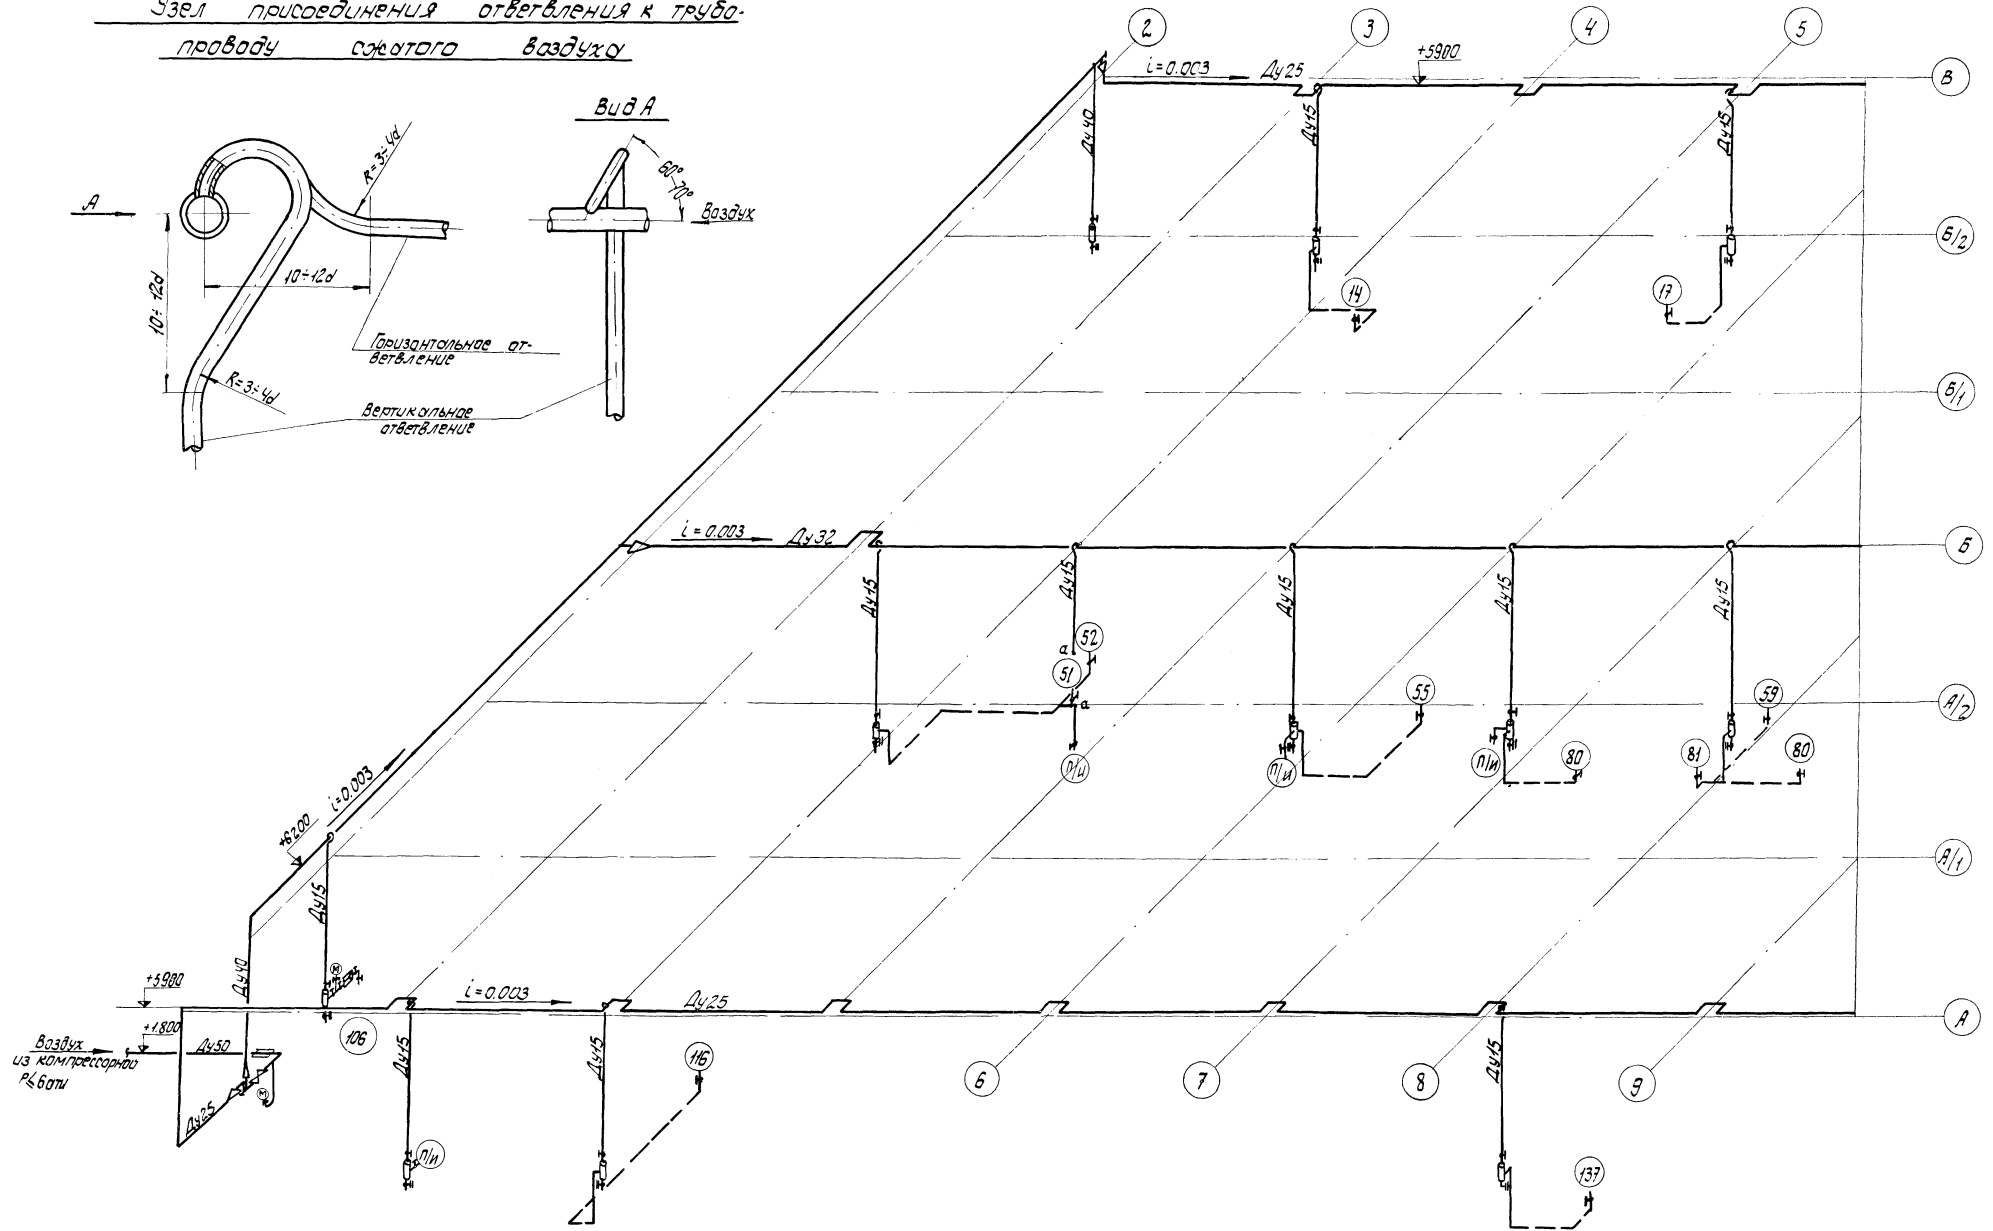 Узел присоединения ответвления к трубо-
проводу сжатого воздуха
Вид А
А
R=3÷4d
10÷12d
10÷12d
R=3÷4d
Горизонтальное от-
ветвление
Вертикальное
ответвление
60°
70°
Воздух
2
3
4
5
В
i=0.003
Ду25
+5900
Ду40
Ду15
Ду15
Б/2
14
17
Б/1
i=0.003
Ду32
Б
Ду15
Ду15
Ду15
Ду15
Ду15
а
52
51
а
55
59
А/2
П/и
П/и
П/и
80
81
80
i=0.003
+6200
А/1
Ду15
Ду40
М
+5900
i=0.003
Ду25
А
+1.800
Воздух
из компрессорной
Р≤6ати
Ду50
106
М
Ду25
Ду15
Ду15
116
Ду15
6
7
8
9
П/и
137